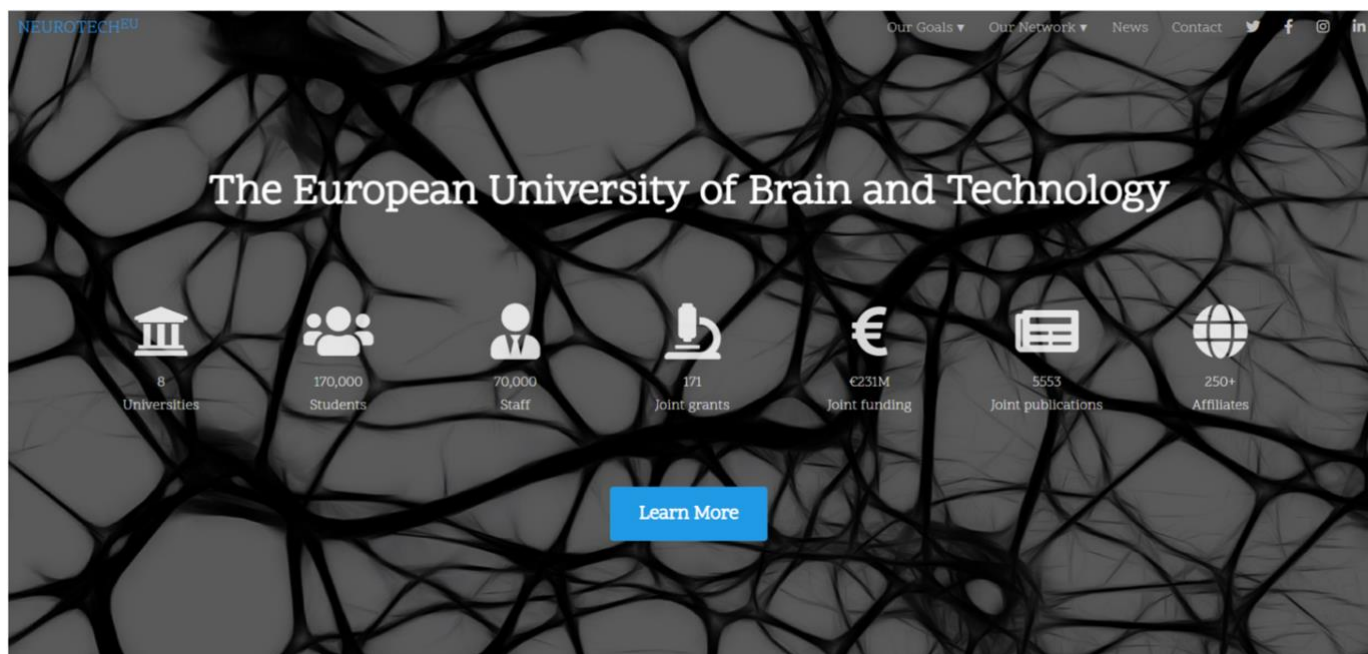 NEUROTECHEU Our Goals ▾ Our Network ▾ News Contact
The European University of Brain and Technology
8 170,000 70,000 171 €231M 5553 250+
Universities Students Staff Joint grants Joint funding Joint publications Affiliates
Learn More